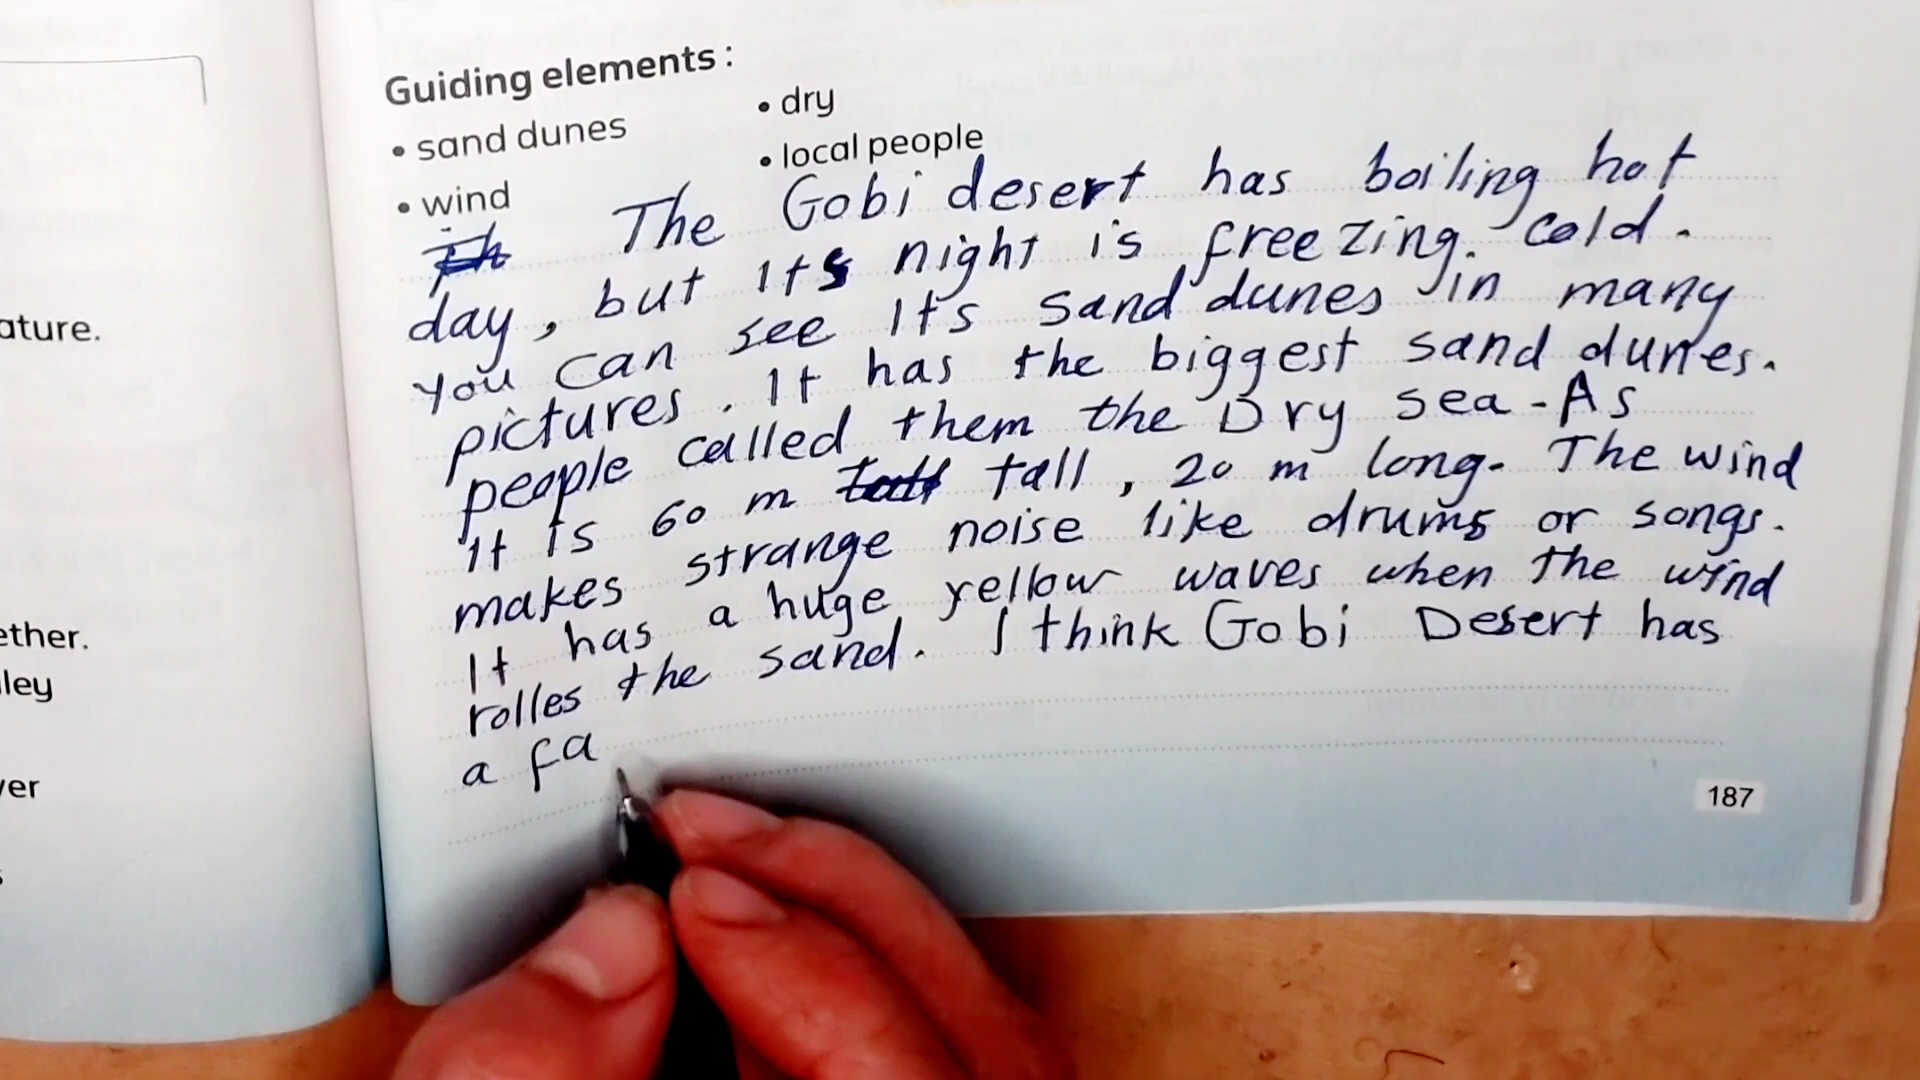 ature.
ether.
lley
ver
s
Guiding elements :
• sand dunes
• dry
• wind
• local people
The Gobi desert has boiling hot
day, but Its night is freezing cold.
you can see Its sand dunes in many
pictures. It has the biggest sand dunes.
people called them the Dry sea. As
It is 60 m tall, 20 m long. The wind
makes strange noise like drums or songs.
It has a huge yellow waves when the wind
rolles the sand. I think Gobi Desert has
a fa
187